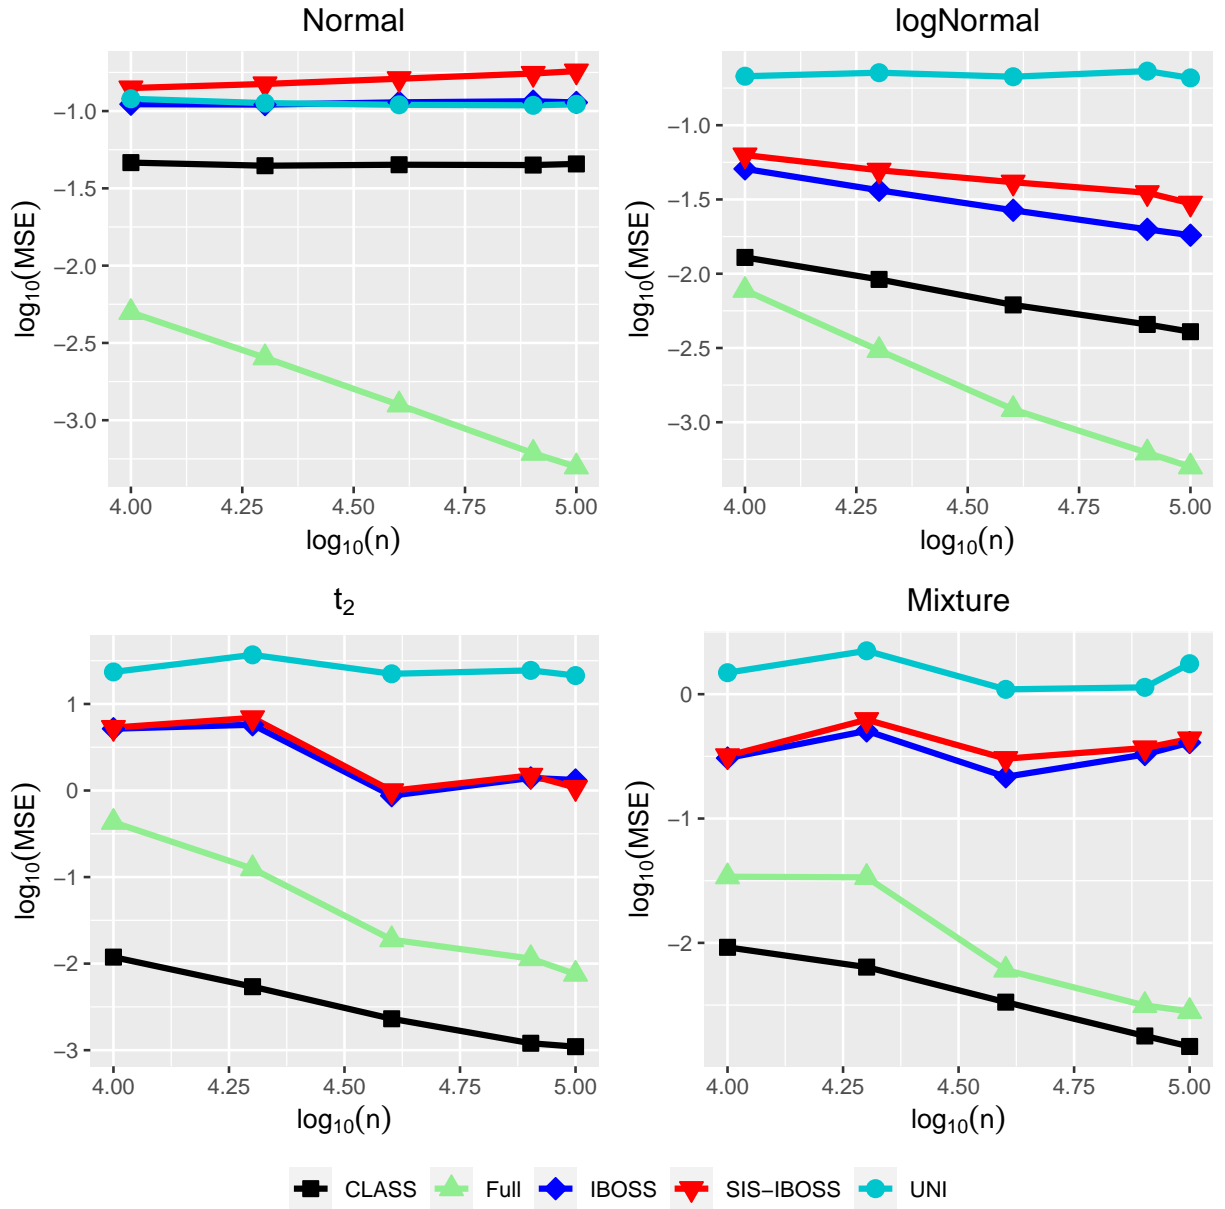 Normal
log₁₀(MSE)
−1.0
−1.5
−2.0
−2.5
−3.0
4.00 4.25 4.50 4.75 5.00
log₁₀(n)
logNormal
log₁₀(MSE)
−1.0
−1.5
−2.0
−2.5
−3.0
4.00 4.25 4.50 4.75 5.00
log₁₀(n)
t₂
log₁₀(MSE)
1
0
−1
−2
−3
4.00 4.25 4.50 4.75 5.00
log₁₀(n)
Mixture
log₁₀(MSE)
0
−1
−2
4.00 4.25 4.50 4.75 5.00
log₁₀(n)
CLASS Full IBOSS SIS−IBOSS UNI